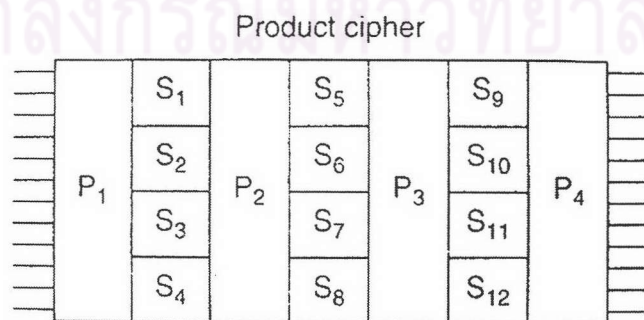 Product cipher
S1 S5 S9
S2 S6 S10
P1 P2 P3 P4
S3 S7 S11
S4 S8 S12